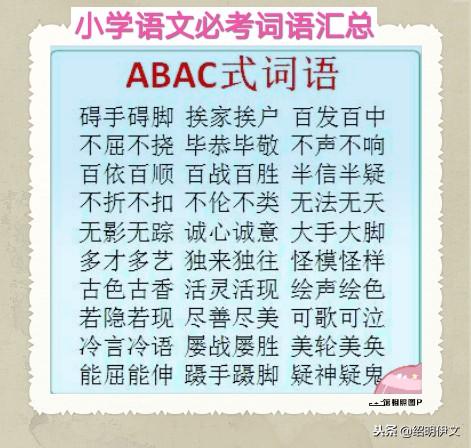 小学语文必考词语汇总
ABAC式词语
碍手碍脚 挨家挨户 百发百中
不屈不挠 毕恭毕敬 不声不响
百依百顺 百战百胜 半信半疑
不折不扣 不伦不类 无法无天
无影无踪 诚心诚意 大手大脚
多才多艺 独来独往 怪模怪样
古色古香 活灵活现 绘声绘色
若隐若现 尽善尽美 可歌可泣
冷言冷语 屡战屡胜 美轮美奂
能屈能伸 蹑手蹑脚 疑神疑鬼
头条@绍明伊文